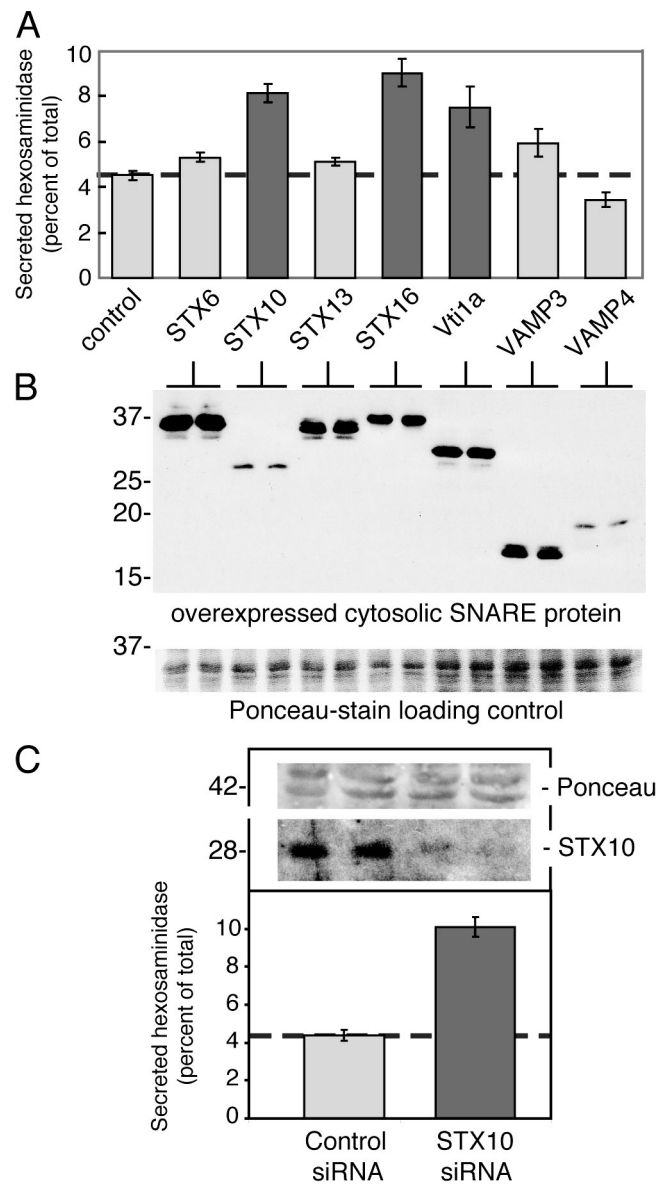 A
Secreted hexosaminidase
(percent of total)
10
8
6
4
2
0
control
STX6
STX10
STX13
STX16
Vti1a
VAMP3
VAMP4
B
37-
25-
20-
15-
overexpressed cytosolic SNARE protein
37-
Ponceau-stain loading control
C
42-
- Ponceau
28-
- STX10
Secreted hexosaminidase
(percent of total)
10
8
6
4
2
0
Control
siRNA
STX10
siRNA